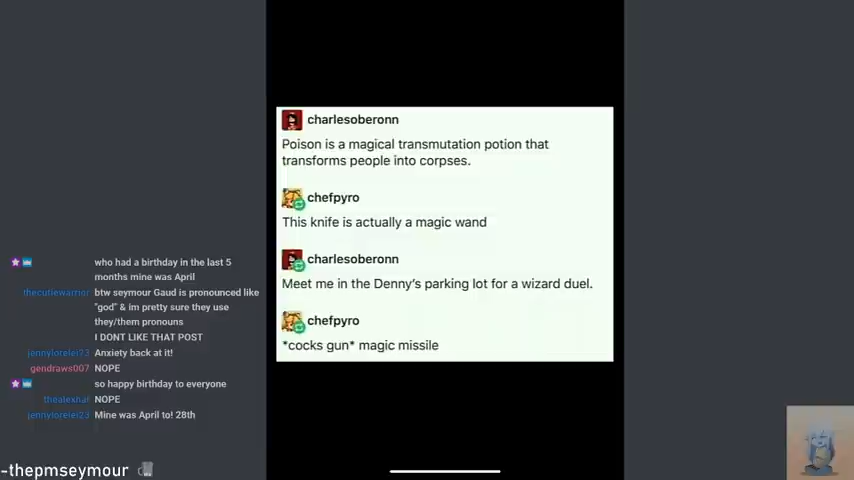 charlesoberonn
Poison is a magical transmutation potion that
transforms people into corpses.
chefpyro
This knife is actually a magic wand
charlesoberonn
Meet me in the Denny's parking lot for a wizard duel.
chefpyro
*cocks gun* magic missile
who had a birthday in the last 5
months mine was April
thecutiewarrior btw seymour Gaud is pronounced like
"god" & im pretty sure they use
they/them pronouns
I DONT LIKE THAT POST
jennylorelei73 Anxiety back at it!
gendraws007 NOPE
so happy birthday to everyone
thealexhal NOPE
Mine was April to! 28th
-thepmseymour